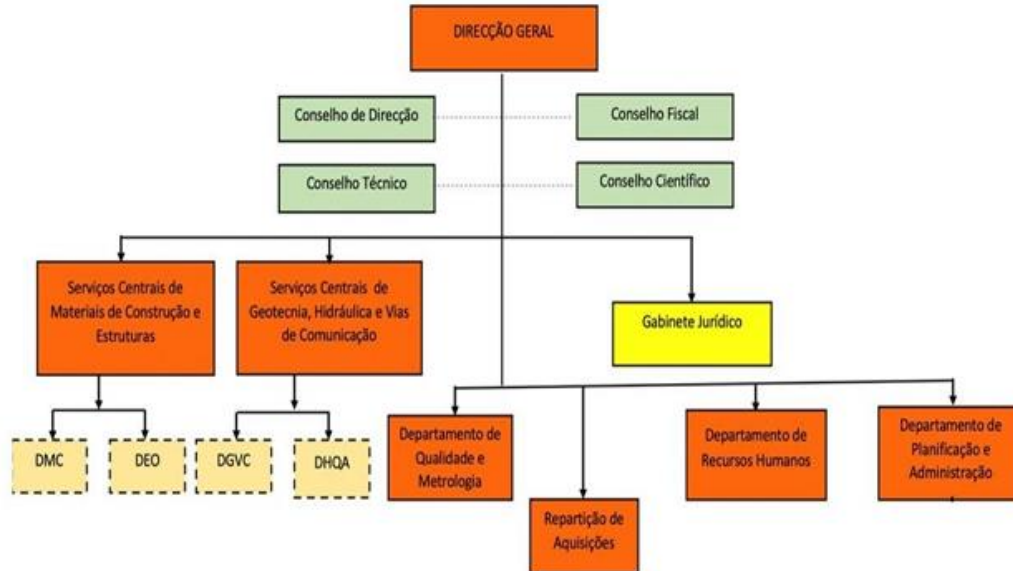 DIRECÇÃO GERAL
Conselho de Direcção
Conselho Fiscal
Conselho Técnico
Conselho Científico
Serviços Centrais de
Materiais de Construção e
Estruturas
Serviços Centrais de
Geotecnia, Hidráulica e Vias
de Comunicação
Gabinete Jurídico
DMC
DEO
DGVC
DHQA
Departamento de
Qualidade e
Metrologia
Repartição de
Aquisições
Departamento de
Recursos Humanos
Departamento de
Planificação e
Administração